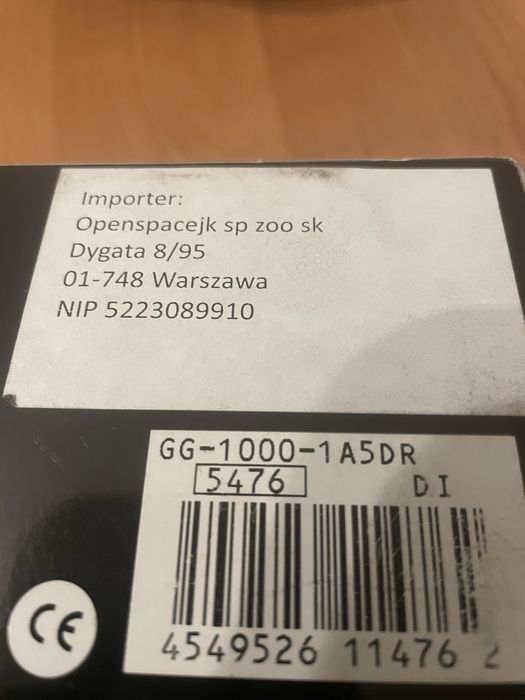 Importer:
Openspacejk sp zoo sk
Dygata 8/95
01-748 Warszawa
NIP 5223089910
GG-1000-1A5DR
5476 DI
CE
4549526 11476 2